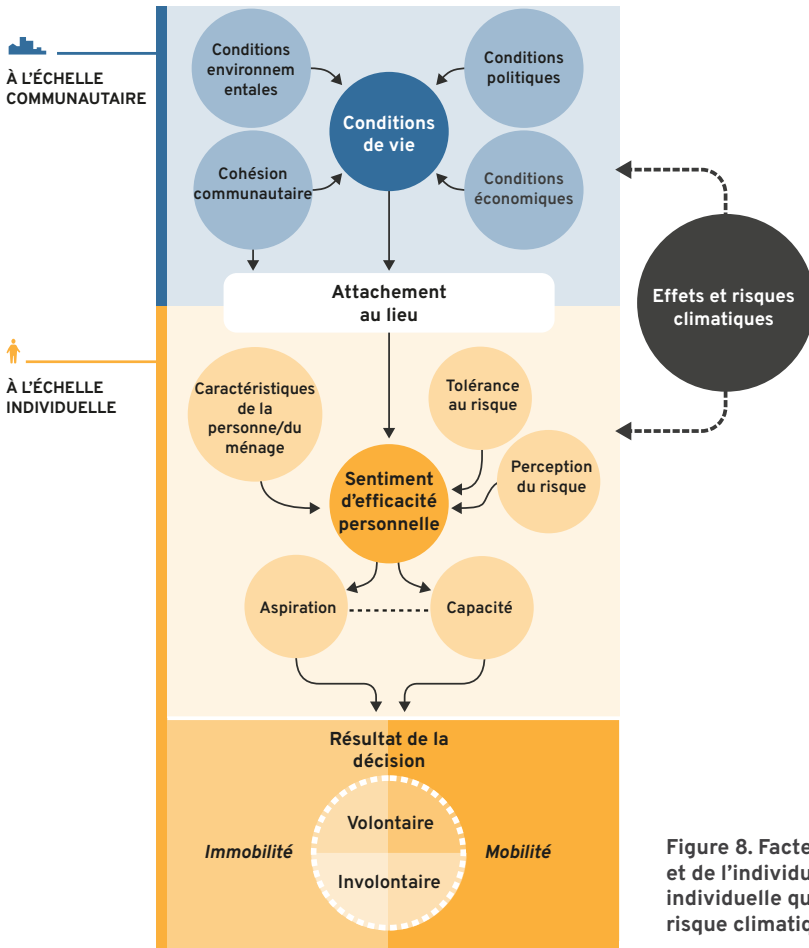 À L'ÉCHELLE
COMMUNAUTAIRE
Conditions
environnem
entales
Conditions
politiques
Conditions
de vie
Cohésion
communautaire
Conditions
économiques
Attachement
au lieu
Effets et risques
climatiques
À L'ÉCHELLE
INDIVIDUELLE
Caractéristiques
de la
personne/du
ménage
Tolérance
au risque
Perception
du risque
Sentiment
d'efficacité
personnelle
Aspiration
Capacité
Résultat de la
décision
Volontaire
Immobilité
Mobilité
Involontaire
Figure 8. Facte
et de l'individu
individuelle qu
risque climatiq